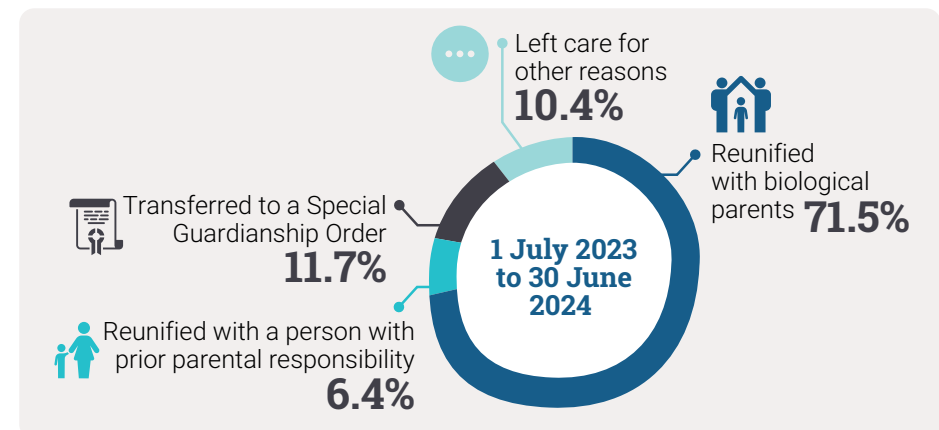 Left care for
other reasons
10.4%
Reunified
with biological
parents 71.5%
Transferred to a Special
Guardianship Order
11.7%
1 July 2023
to 30 June
2024
Reunified with a person with
prior parental responsibility
6.4%